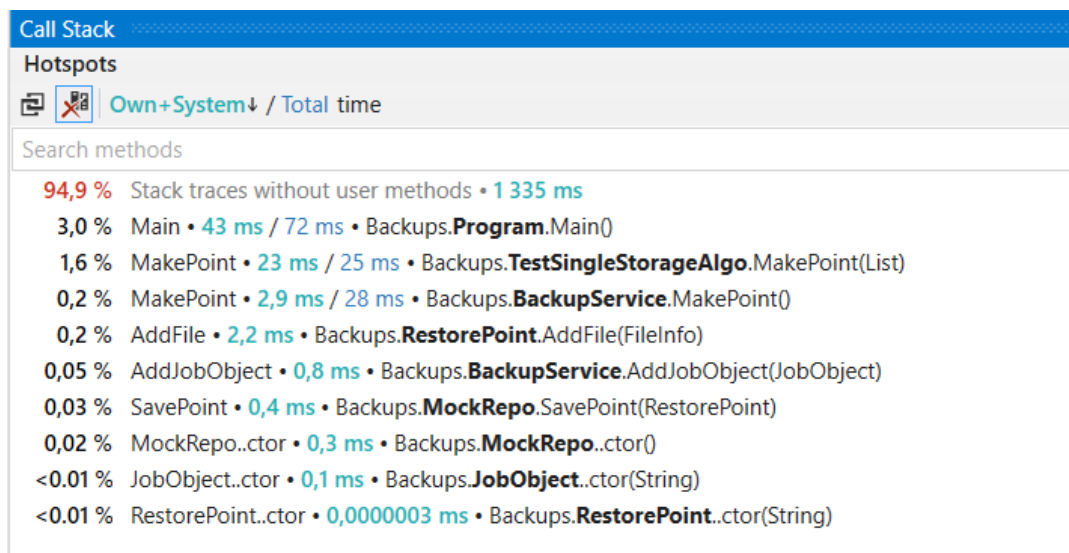 Call Stack
Hotspots
Own+System↓ / Total time
Search methods
94,9 % Stack traces without user methods • 1 335 ms
3,0 % Main • 43 ms / 72 ms • Backups.Program.Main()
1,6 % MakePoint • 23 ms / 25 ms • Backups.TestSingleStorageAlgo.MakePoint(List)
0,2 % MakePoint • 2,9 ms / 28 ms • Backups.BackupService.MakePoint()
0,2 % AddFile • 2,2 ms • Backups.RestorePoint.AddFile(FileInfo)
0,05 % AddJobObject • 0,8 ms • Backups.BackupService.AddJobObject(JobObject)
0,03 % SavePoint • 0,4 ms • Backups.MockRepo.SavePoint(RestorePoint)
0,02 % MockRepo..ctor • 0,3 ms • Backups.MockRepo..ctor()
<0.01 % JobObject..ctor • 0,1 ms • Backups.JobObject..ctor(String)
<0.01 % RestorePoint..ctor • 0,0000003 ms • Backups.RestorePoint..ctor(String)